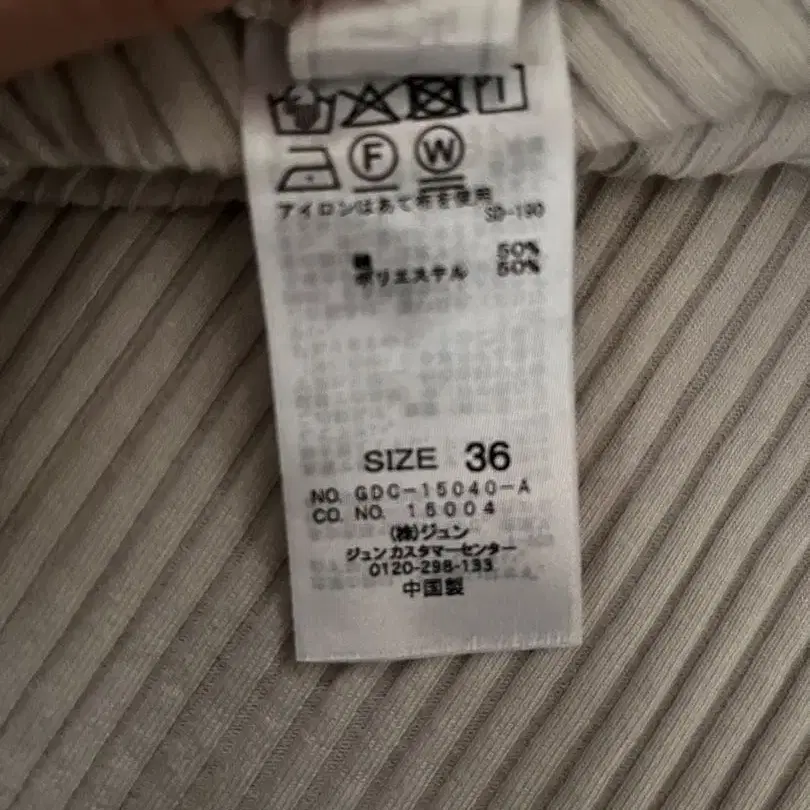 F W
アイロンはあて布を使用
SD-190
綿 50%
ポリエステル 50%
SIZE 36
NO. GDC-15040-A
CO. NO. 15004
(株)ジュン
ジュンカスタマーセンター
0120-298-133
中国製